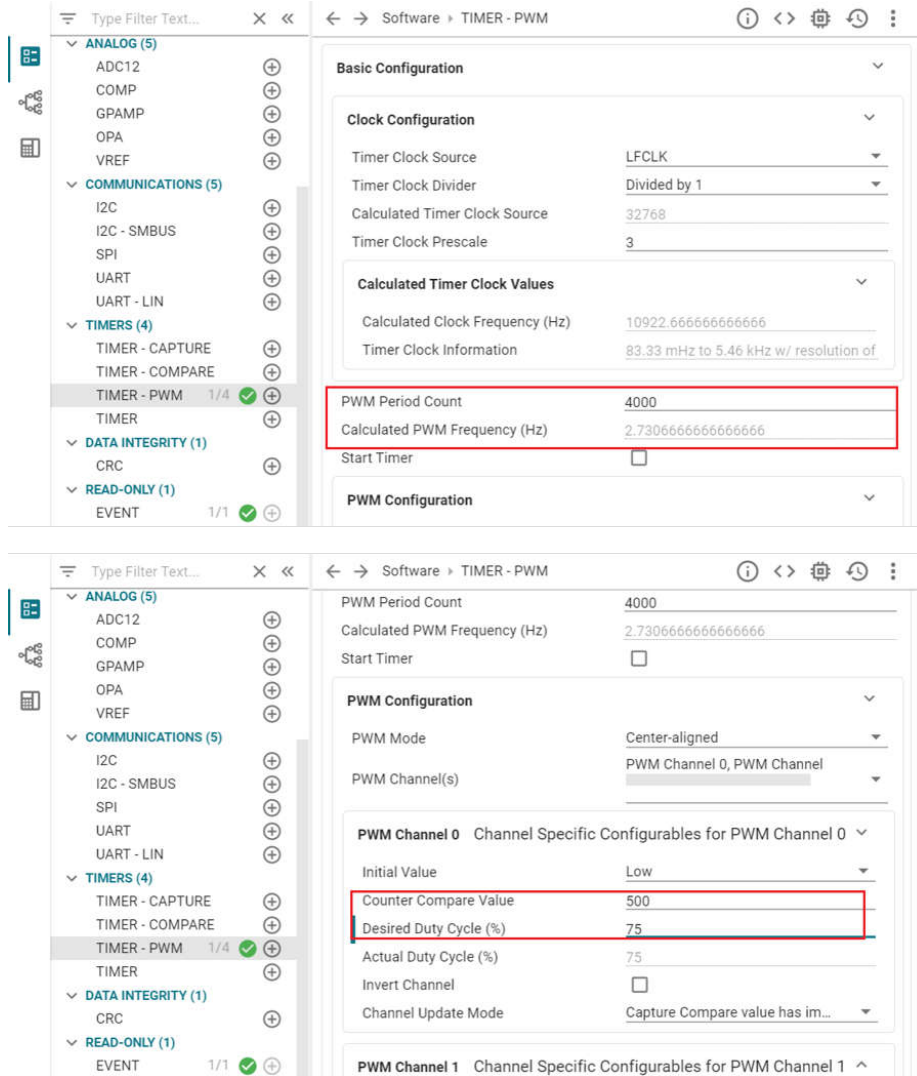 Type Filter Text...
Software › TIMER - PWM
ANALOG (5)
ADC12
COMP
GPAMP
OPA
VREF
COMMUNICATIONS (5)
I2C
I2C - SMBUS
SPI
UART
UART - LIN
TIMERS (4)
TIMER - CAPTURE
TIMER - COMPARE
TIMER - PWM 1/4
TIMER
DATA INTEGRITY (1)
CRC
READ-ONLY (1)
EVENT 1/1
Basic Configuration
Clock Configuration
Timer Clock Source LFCLK
Timer Clock Divider Divided by 1
Calculated Timer Clock Source 32768
Timer Clock Prescale 3
Calculated Timer Clock Values
Calculated Clock Frequency (Hz) 10922.666666666666
Timer Clock Information 83.33 mHz to 5.46 kHz w/ resolution of
PWM Period Count 4000
Calculated PWM Frequency (Hz) 2.7306666666666666
Start Timer
PWM Configuration
Type Filter Text...
Software › TIMER - PWM
ANALOG (5)
ADC12
COMP
GPAMP
OPA
VREF
COMMUNICATIONS (5)
I2C
I2C - SMBUS
SPI
UART
UART - LIN
TIMERS (4)
TIMER - CAPTURE
TIMER - COMPARE
TIMER - PWM 1/4
TIMER
DATA INTEGRITY (1)
CRC
READ-ONLY (1)
EVENT 1/1
PWM Period Count 4000
Calculated PWM Frequency (Hz) 2.7306666666666666
Start Timer
PWM Configuration
PWM Mode Center-aligned
PWM Channel(s) PWM Channel 0, PWM Channel
PWM Channel 0 Channel Specific Configurables for PWM Channel 0
Initial Value Low
Counter Compare Value 500
Desired Duty Cycle (%) 75
Actual Duty Cycle (%) 75
Invert Channel
Channel Update Mode Capture Compare value has im...
PWM Channel 1 Channel Specific Configurables for PWM Channel 1